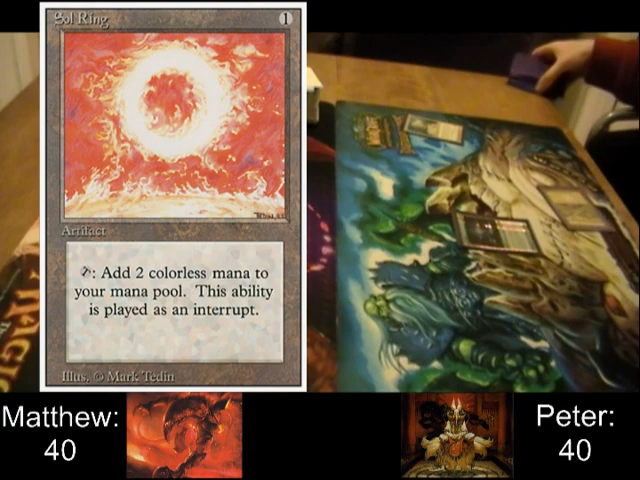 Sol Ring 1
Artifact
: Add 2 colorless mana to
your mana pool. This ability
is played as an interrupt.
Illus. © Mark Tedin
MAGIC
Matthew:
40
Peter:
40